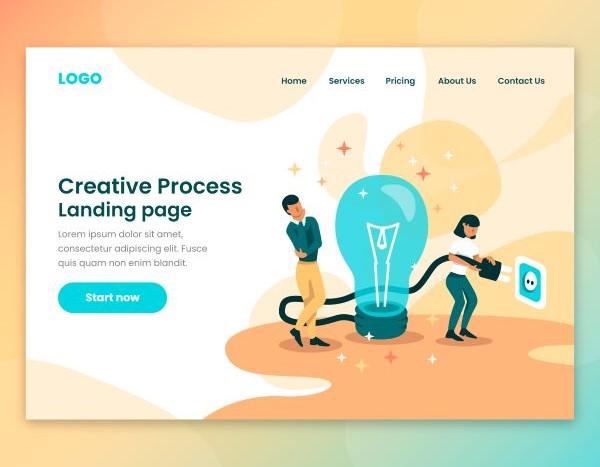 LOGO
Home Services Pricing About Us Contact Us
Creative Process
Landing page
Lorem ipsum dolor sit amet,
consectetur adipiscing elit. Fusce
quis quam non enim blandit.
Start now